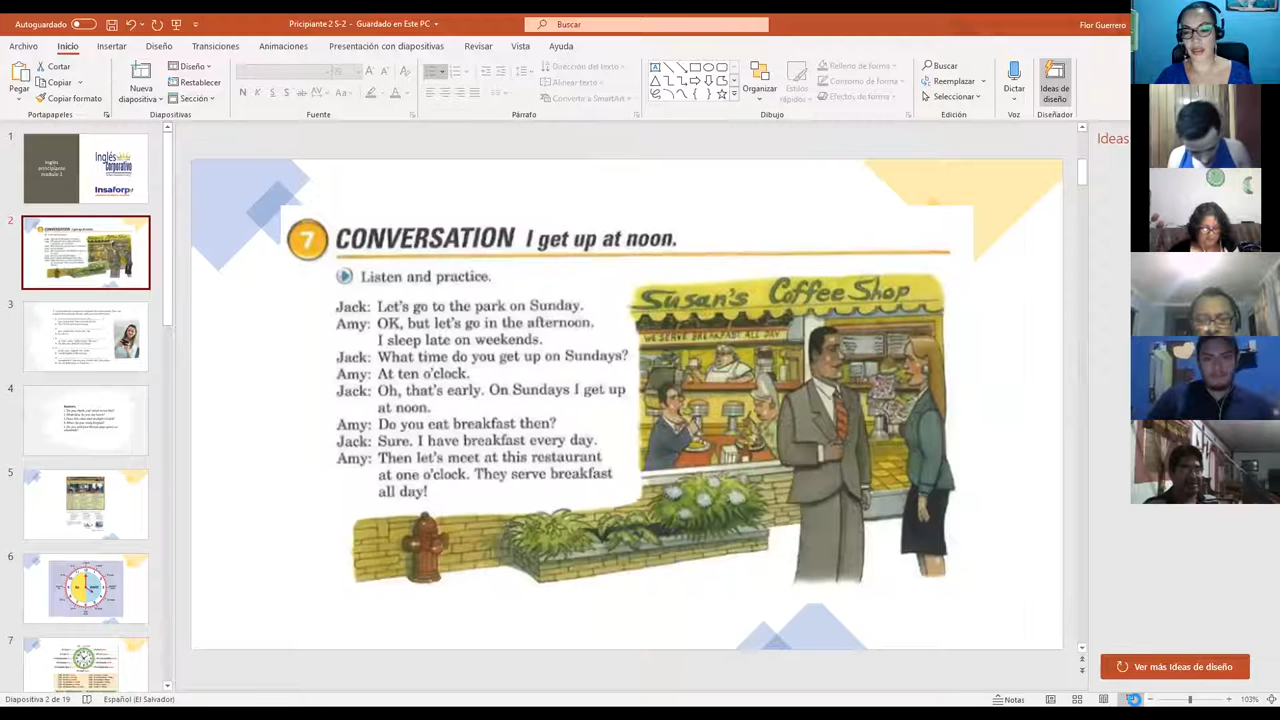 Autoguardado
Pricipiante 2 S-2 - Guardado en Este PC
Buscar
Flor Guerrero
Archivo
Inicio
Insertar
Diseño
Transiciones
Animaciones
Presentación con diapositivas
Revisar
Vista
Ayuda
Pegar
Cortar
Copiar
Copiar formato
Portapapeles
Nueva
diapositiva
Diseño
Restablecer
Sección
Diapositivas
Fuente
Dirección del texto
Alinear texto
Convertir a SmartArt
Párrafo
Organizar
Estilos
rápidos
Relleno de forma
Contorno de forma
Efectos de forma
Dibujo
Buscar
Reemplazar
Seleccionar
Edición
Dictar
Voz
Ideas de
diseño
Diseñador
Ideas
1
2
3
4
5
6
7
Inglés
principiante
modulo 2
Inglés
Corporativo
Insaforp
7 CONVERSATION I get up at noon.
Listen and practice.
Jack: Let's go to the park on Sunday.
Amy: OK, but let's go in the afternoon.
I sleep late on weekends.
Jack: What time do you get up on Sundays?
Amy: At ten o'clock.
Jack: Oh, that's early. On Sundays I get up
at noon.
Amy: Do you eat breakfast then?
Jack: Sure. I have breakfast every day.
Amy: Then let's meet at this restaurant
at one o'clock. They serve breakfast
all day!
Susan's Coffee Shop
WE SERVE BREAKFAST ALL DAY
Ver más Ideas de diseño
Diapositiva 2 de 19
Español (El Salvador)
Notas
103%